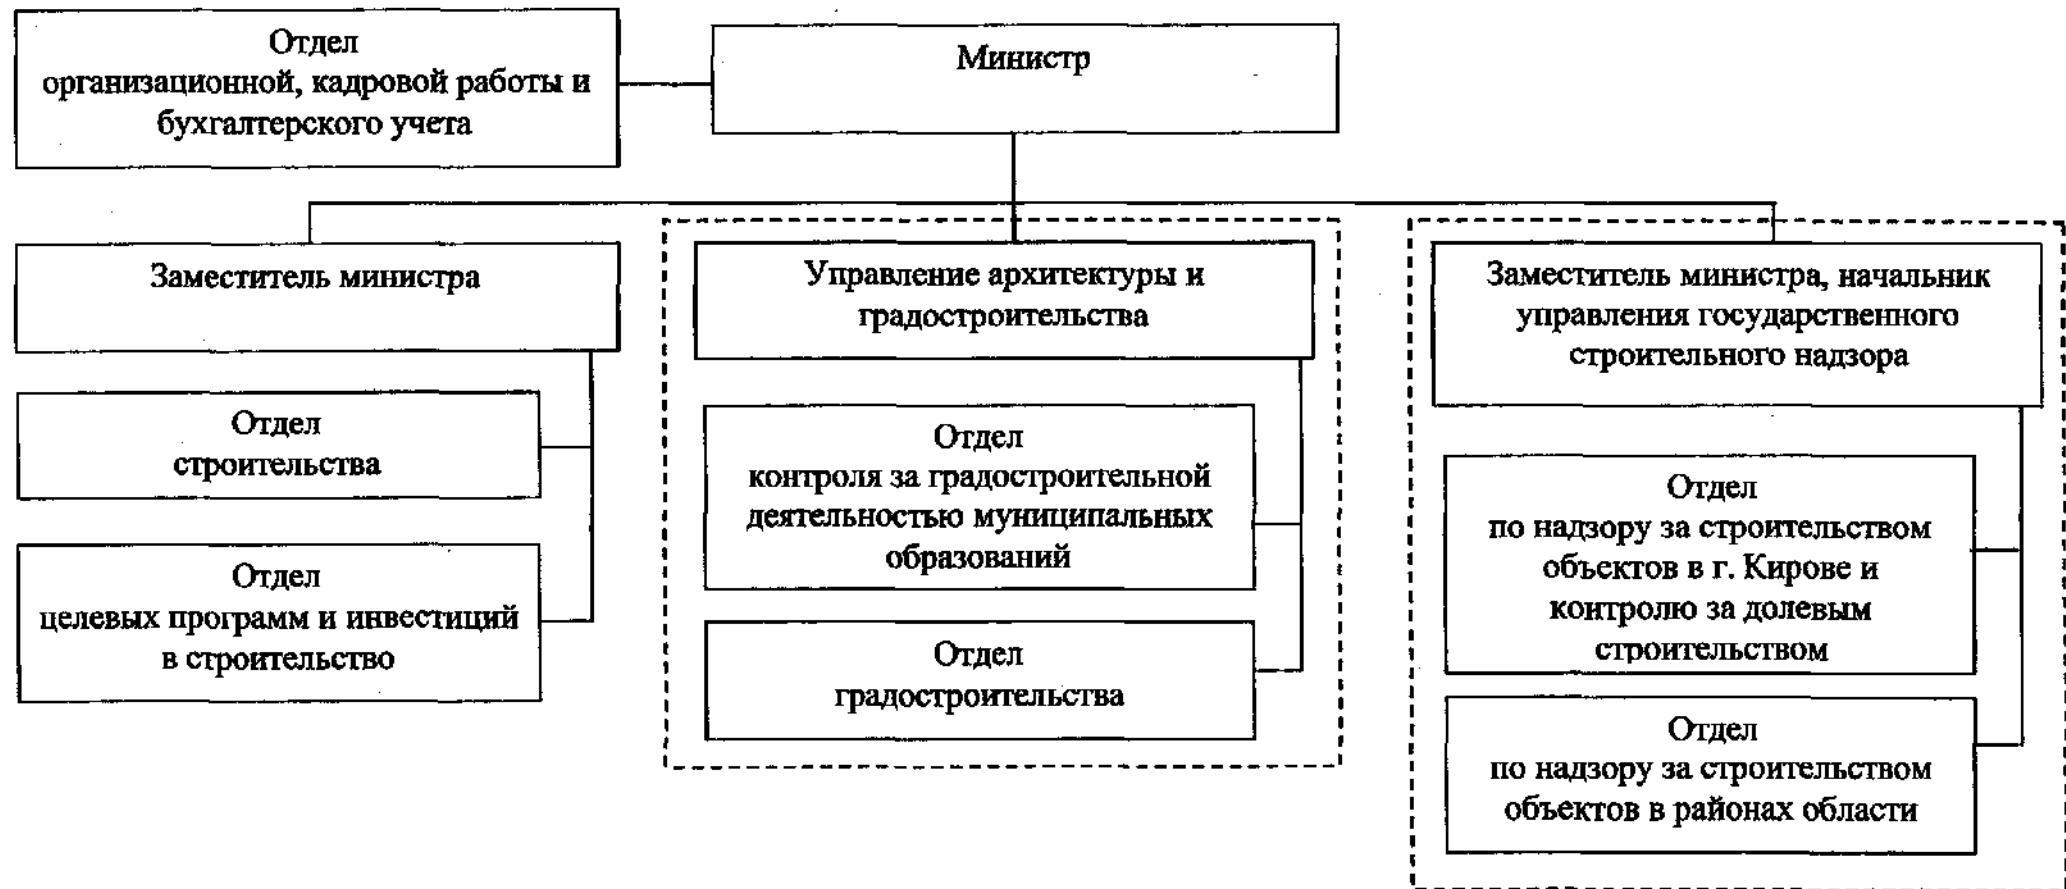 Отдел
организационной, кадровой работы и
бухгалтерского учета
Министр
Заместитель министра
Отдел
строительства
Отдел
целевых программ и инвестиций
в строительство
Управление архитектуры и
градостроительства
Отдел
контроля за градостроительной
деятельностью муниципальных
образований
Отдел
градостроительства
Заместитель министра, начальник
управления государственного
строительного надзора
Отдел
по надзору за строительством
объектов в г. Кирове и
контролю за долевым
строительством
Отдел
по надзору за строительством
объектов в районах области